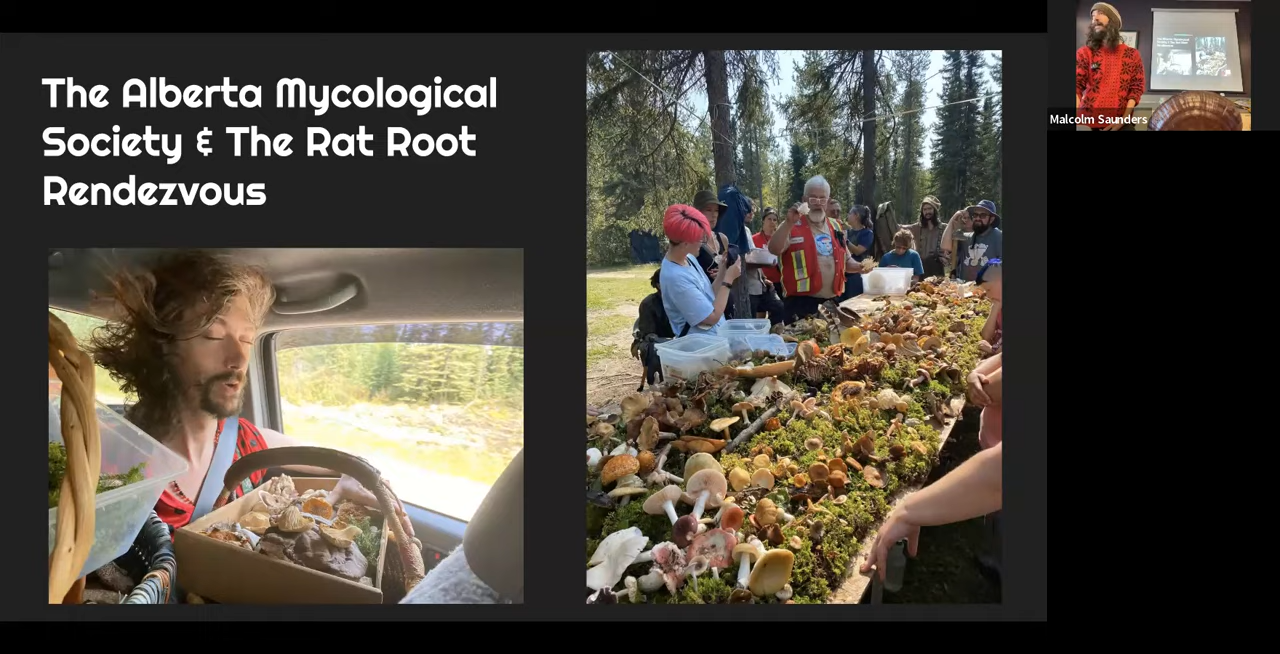 The Alberta Mycological
Society & The Rat Root
Rendezvous
Malcolm Saunders